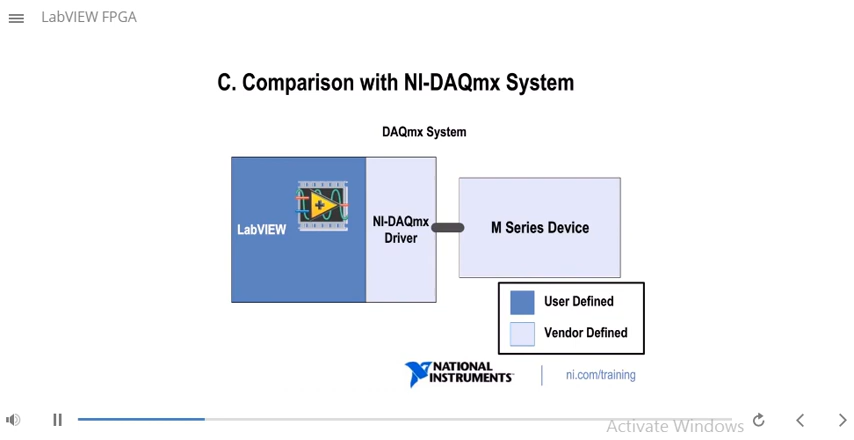 LabVIEW FPGA
C. Comparison with NI-DAQmx System
DAQmx System
LabVIEW
NI-DAQmx
Driver
M Series Device
User Defined
Vendor Defined
NATIONAL
INSTRUMENTS
ni.com/training
Activate Windows